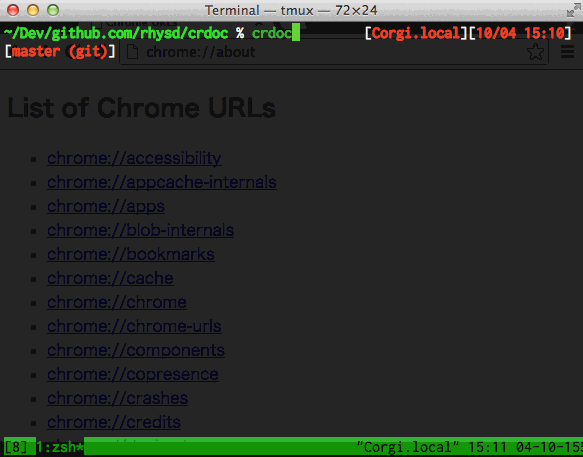 Terminal — tmux — 72×24
~/Dev/github.com/rhysd/crdoc % crdoc [Corgi.local][10/04 15:10]
[master (git)] chrome://about
List of Chrome URLs
chrome://accessibility
chrome://appcache-internals
chrome://apps
chrome://blob-internals
chrome://bookmarks
chrome://cache
chrome://chrome
chrome://chrome-urls
chrome://components
chrome://copresence
chrome://crashes
chrome://credits
[8] 1:zsh* "Corgi.local" 15:11 04-10-155